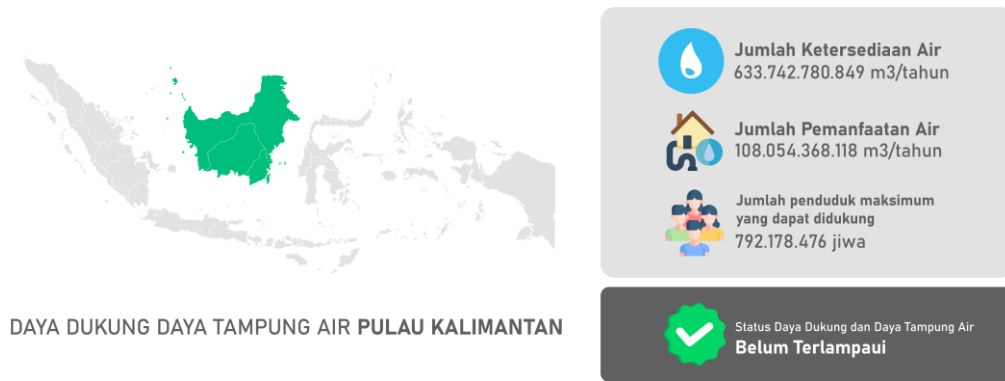 Jumlah Ketersediaan Air
633.742.780.849 m3/tahun
Jumlah Pemanfaatan Air
108.054.368.118 m3/tahun
Jumlah penduduk maksimum
yang dapat didukung
792.178.476 jiwa
DAYA DUKUNG DAYA TAMPUNG AIR PULAU KALIMANTAN
Status Daya Dukung dan Daya Tampung Air
Belum Terlampaui